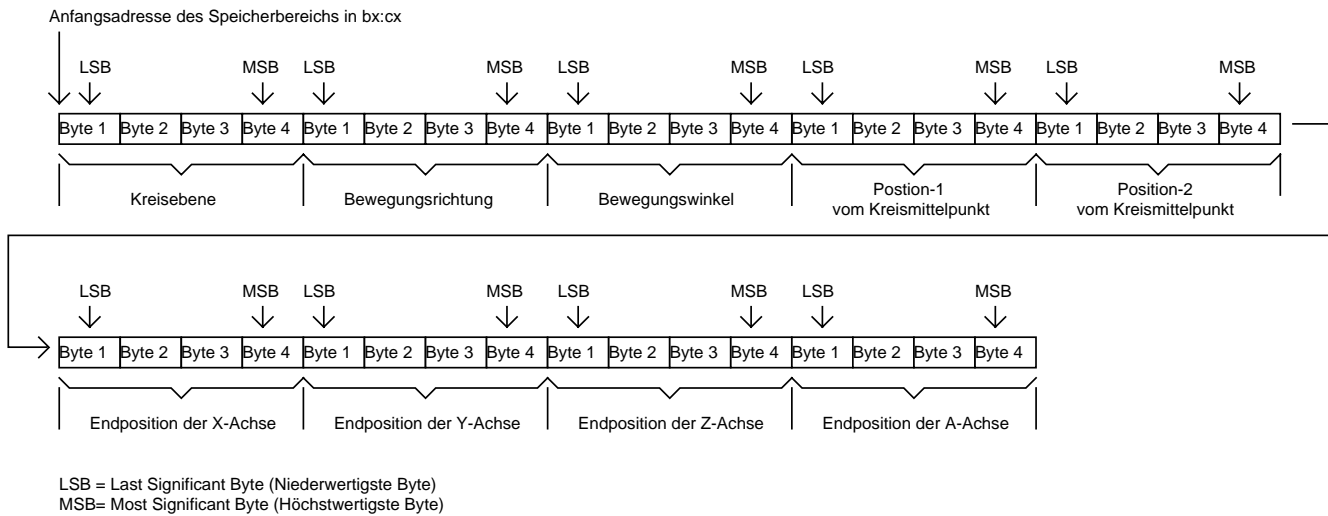 Anfangsadresse des Speicherbereichs in bx:cx
LSB MSB LSB MSB LSB MSB LSB MSB LSB MSB
Byte 1 Byte 2 Byte 3 Byte 4 Byte 1 Byte 2 Byte 3 Byte 4 Byte 1 Byte 2 Byte 3 Byte 4 Byte 1 Byte 2 Byte 3 Byte 4 Byte 1 Byte 2 Byte 3 Byte 4
Kreisebene
Bewegungsrichtung
Bewegungswinkel
Postion-1
vom Kreismittelpunkt
Position-2
vom Kreismittelpunkt
LSB MSB LSB MSB LSB MSB LSB MSB
Byte 1 Byte 2 Byte 3 Byte 4 Byte 1 Byte 2 Byte 3 Byte 4 Byte 1 Byte 2 Byte 3 Byte 4 Byte 1 Byte 2 Byte 3 Byte 4
Endposition der X-Achse
Endposition der Y-Achse
Endposition der Z-Achse
Endposition der A-Achse
LSB = Last Significant Byte (Niederwertigste Byte)
MSB= Most Significant Byte (Höchstwertigste Byte)